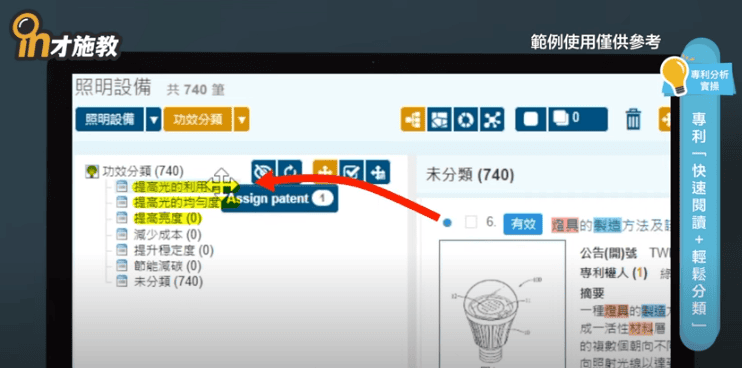 in才施教
範例使用僅供參考
專利分析
實操
專利「快速閱讀+輕鬆分類」
照明設備 共 740 筆
照明設備 功效分類 0
功效分類 (740)
提高光的利用
提高光的均勻度
提高亮度 (0)
減少成本 (0)
提升穩定度 (0)
節能減碳 (0)
未分類 (740)
Assign patent 1
未分類 (740)
6. 有效 燈具的製造方法及
公告(開)號 TW
專利權人 (1)
摘要
一種燈具的製造
成一活性材料層
的複數個朝向不
向照射光線以達